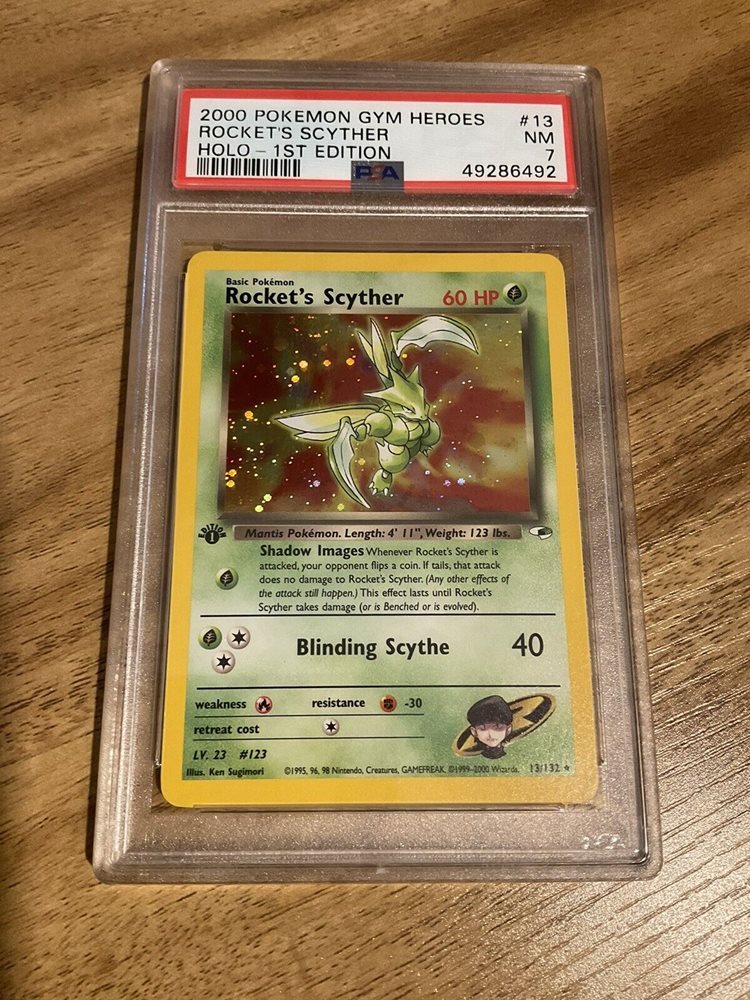 2000 POKEMON GYM HEROES #13
ROCKET'S SCYTHER NM
HOLO - 1ST EDITION 7
PSA 49286492
Basic Pokémon
Rocket's Scyther 60 HP
EDITION 1
Mantis Pokémon. Length: 4' 11", Weight: 123 lbs.
Shadow Images Whenever Rocket's Scyther is
attacked, your opponent flips a coin. If tails, that attack
does no damage to Rocket's Scyther. (Any other effects of
the attack still happen.) This effect lasts until Rocket's
Scyther takes damage (or is Benched or is evolved).
Blinding Scythe 40
weakness resistance -30
retreat cost
LV. 23 #123
Illus. Ken Sugimori ©1995, 96, 98 Nintendo, Creatures, GAMEFREAK. ©1999-2000 Wizards. 13/132 ★